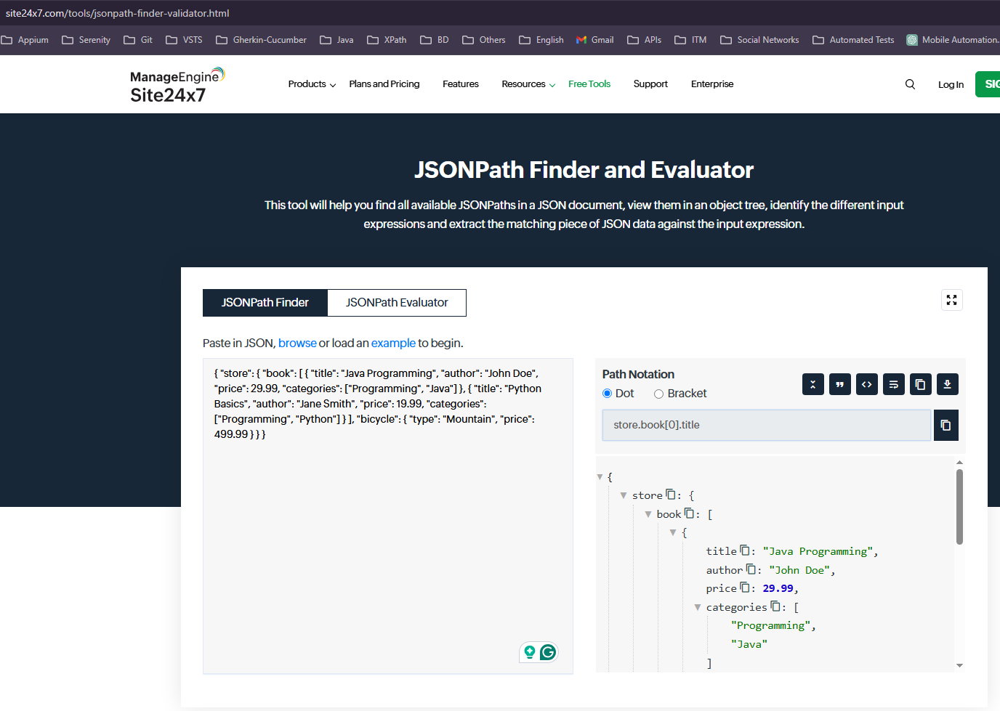 site24x7.com/tools/jsonpath-finder-validator.html
Appium Serenity Git VSTS Gherkin-Cucumber Java XPath BD Others English Gmail APIs ITM Social Networks Automated Tests Mobile Automation...
ManageEngine
Site24x7
Products Plans and Pricing Features Resources Free Tools Support Enterprise Log In SIG
JSONPath Finder and Evaluator
This tool will help you find all available JSONPaths in a JSON document, view them in an object tree, identify the different input
expressions and extract the matching piece of JSON data against the input expression.
JSONPath Finder JSONPath Evaluator
Paste in JSON, browse or load an example to begin.
{ "store": { "book": [ { "title": "Java Programming", "author": "John Doe",
"price": 29.99, "categories": ["Programming", "Java"] }, { "title": "Python
Basics", "author": "Jane Smith", "price": 19.99, "categories":
["Programming", "Python"] } ], "bicycle": { "type": "Mountain", "price":
499.99 } } }
Path Notation
Dot Bracket
store.book[0].title
{
store: {
book: [
{
title: "Java Programming",
author: "John Doe",
price: 29.99,
categories: [
"Programming",
"Java"
]